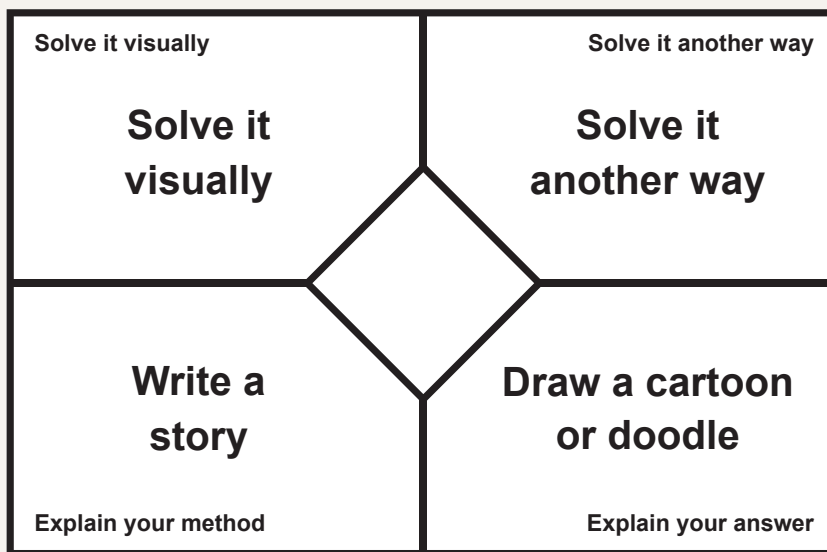 Solve it visually
Solve it another way
Solve it
visually
Solve it
another way
Write a
story
Draw a cartoon
or doodle
Explain your method
Explain your answer